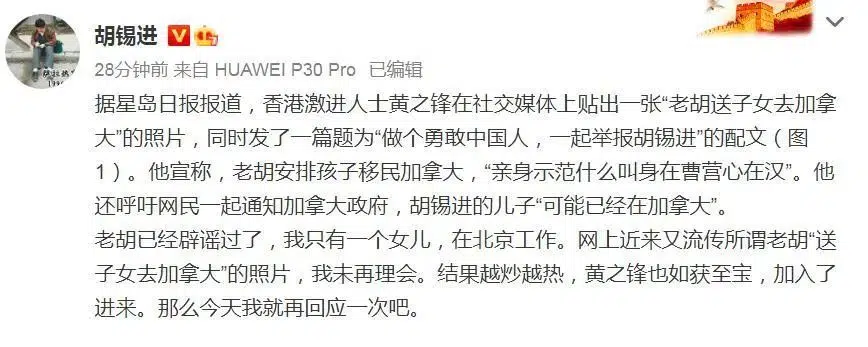 胡锡进
28分钟前 来自 HUAWEI P30 Pro 已编辑
据星岛日报报道，香港激进人士黄之锋在社交媒体上贴出一张“老胡送子女去加拿
大”的照片，同时发了一篇题为“做个勇敢中国人，一起举报胡锡进”的配文（图
1）。他宣称，老胡安排孩子移民加拿大，“亲身示范什么叫身在曹营心在汉”。他
还呼吁网民一起通知加拿大政府，胡锡进的儿子“可能已经在加拿大”。
老胡已经辟谣过了，我只有一个女儿，在北京工作。网上近来又流传所谓老胡“送
子女去加拿大”的照片，我未再理会。结果越炒越热，黄之锋也如获至宝，加入了
进来。那么今天我就再回应一次吧。